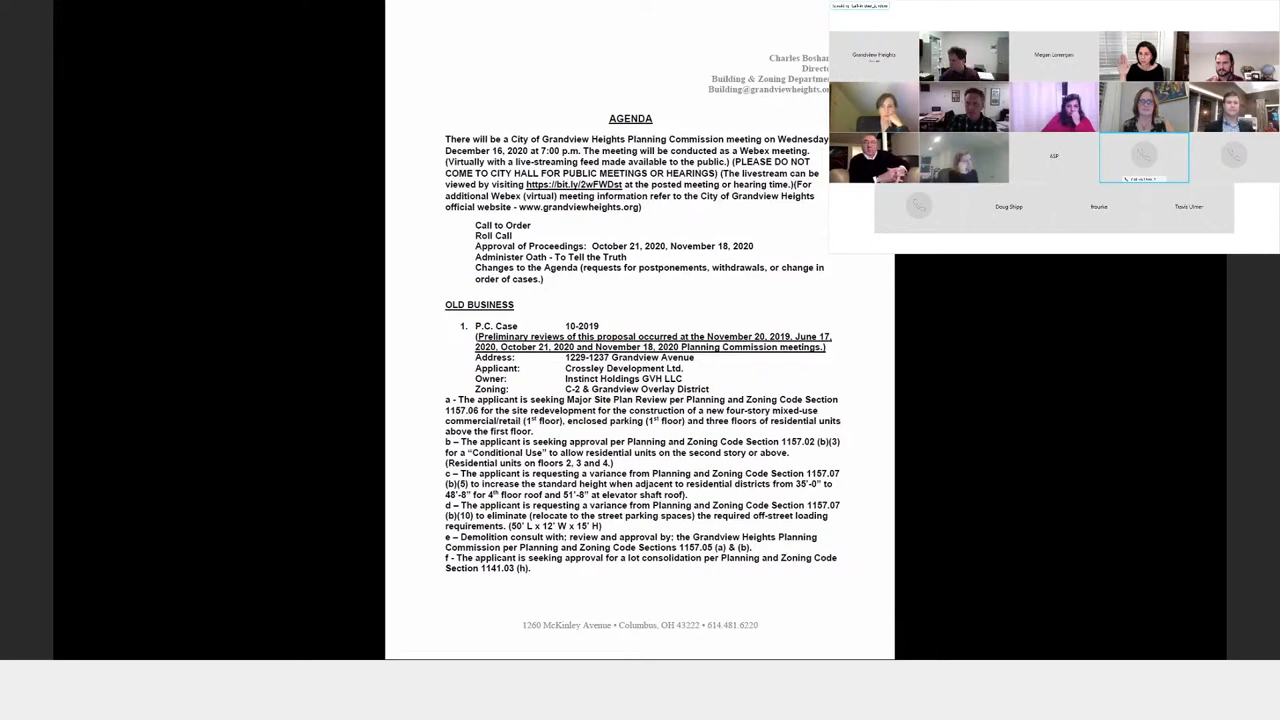 Charles Boshan
Direct
Building & Zoning Departme
Building@grandviewheights.o
Grandview Heights
Megan Lorenzen
ASP
Doug Shipp
frourke
Travis Ulmer
AGENDA
There will be a City of Grandview Heights Planning Commission meeting on Wednesday
December 16, 2020 at 7:00 p.m. The meeting will be conducted as a Webex meeting.
(Virtually with a live-streaming feed made available to the public.) (PLEASE DO NOT
COME TO CITY HALL FOR PUBLIC MEETINGS OR HEARINGS) (The livestream can be
viewed by visiting https://bit.ly/2wFWDst at the posted meeting or hearing time.)(For
additional Webex (virtual) meeting information refer to the City of Grandview Heights
official website - www.grandviewheights.org)
Call to Order
Roll Call
Approval of Proceedings: October 21, 2020, November 18, 2020
Administer Oath - To Tell the Truth
Changes to the Agenda (requests for postponements, withdrawals, or change in
order of cases.)
OLD BUSINESS
1. P.C. Case 10-2019
(Preliminary reviews of this proposal occurred at the November 20, 2019, June 17,
2020, October 21, 2020 and November 18, 2020 Planning Commission meetings.)
Address: 1229-1237 Grandview Avenue
Applicant: Crossley Development Ltd.
Owner: Instinct Holdings GVH LLC
Zoning: C-2 & Grandview Overlay District
a - The applicant is seeking Major Site Plan Review per Planning and Zoning Code Section
1157.06 for the site redevelopment for the construction of a new four-story mixed-use
commercial/retail (1st floor), enclosed parking (1st floor) and three floors of residential units
above the first floor.
b – The applicant is seeking approval per Planning and Zoning Code Section 1157.02 (b)(3)
for a “Conditional Use” to allow residential units on the second story or above.
(Residential units on floors 2, 3 and 4.)
c – The applicant is requesting a variance from Planning and Zoning Code Section 1157.07
(b)(5) to increase the standard height when adjacent to residential districts from 35’-0” to
48’-8” for 4th floor roof and 51’-8” at elevator shaft roof).
d – The applicant is requesting a variance from Planning and Zoning Code Section 1157.07
(b)(10) to eliminate (relocate to the street parking spaces) the required off-street loading
requirements. (50’ L x 12’ W x 15’ H)
e – Demolition consult with; review and approval by; the Grandview Heights Planning
Commission per Planning and Zoning Code Sections 1157.05 (a) & (b).
f - The applicant is seeking approval for a lot consolidation per Planning and Zoning Code
Section 1141.03 (h).
1260 McKinley Avenue • Columbus, OH 43222 • 614.481.6220